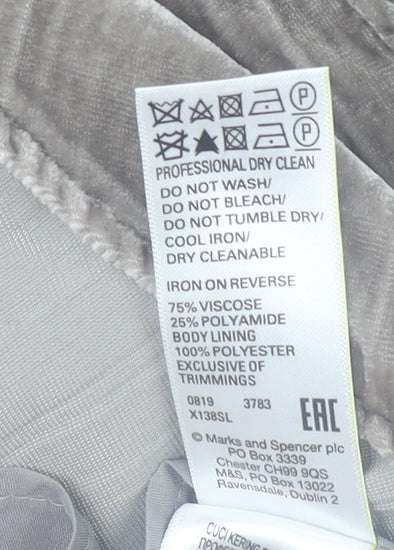 P
P
PROFESSIONAL DRY CLEAN
DO NOT WASH/
DO NOT BLEACH/
DO NOT TUMBLE DRY/
COOL IRON/
DRY CLEANABLE
IRON ON REVERSE
75% VISCOSE
25% POLYAMIDE
BODY LINING
100% POLYESTER
EXCLUSIVE OF
TRIMMINGS
0819 3783
X138SL
EAC
© Marks and Spencer plc
PO Box 3339
Chester CH99 9QS
M&S, PO Box 13022
Ravensdale, Dublin 2
CUCI KERING